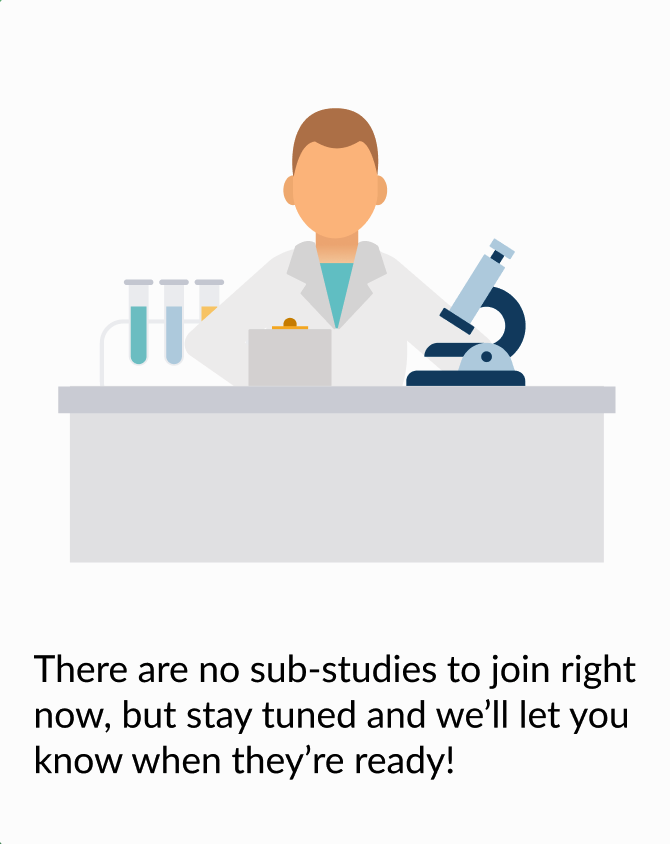 There are no sub-studies to join right
now, but stay tuned and we’ll let you
know when they’re ready!